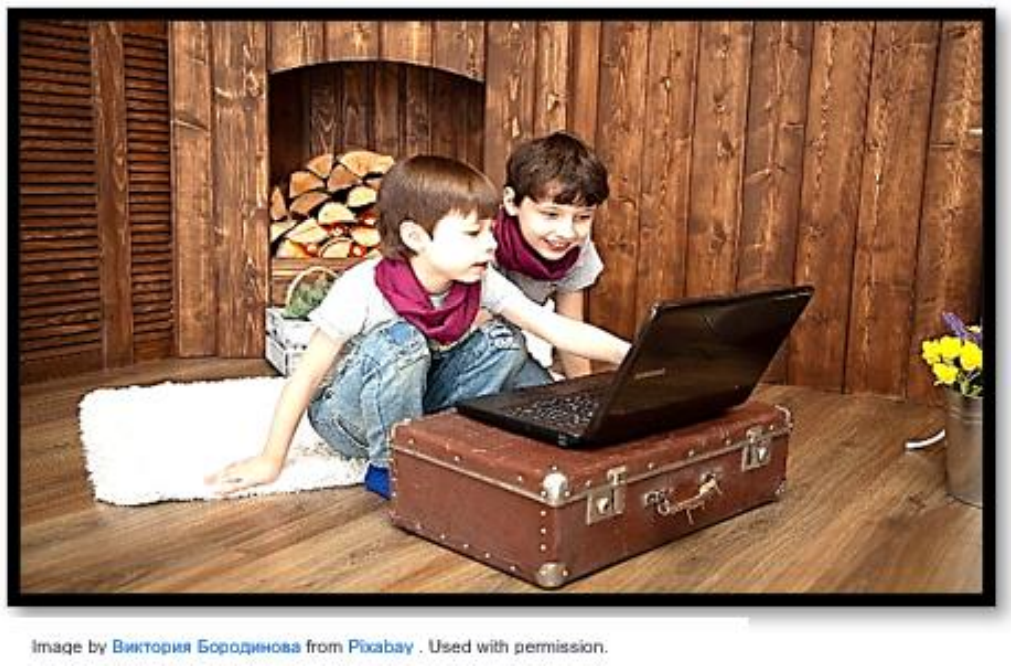 Image by Виктория Бородинова from Pixabay . Used with permission.